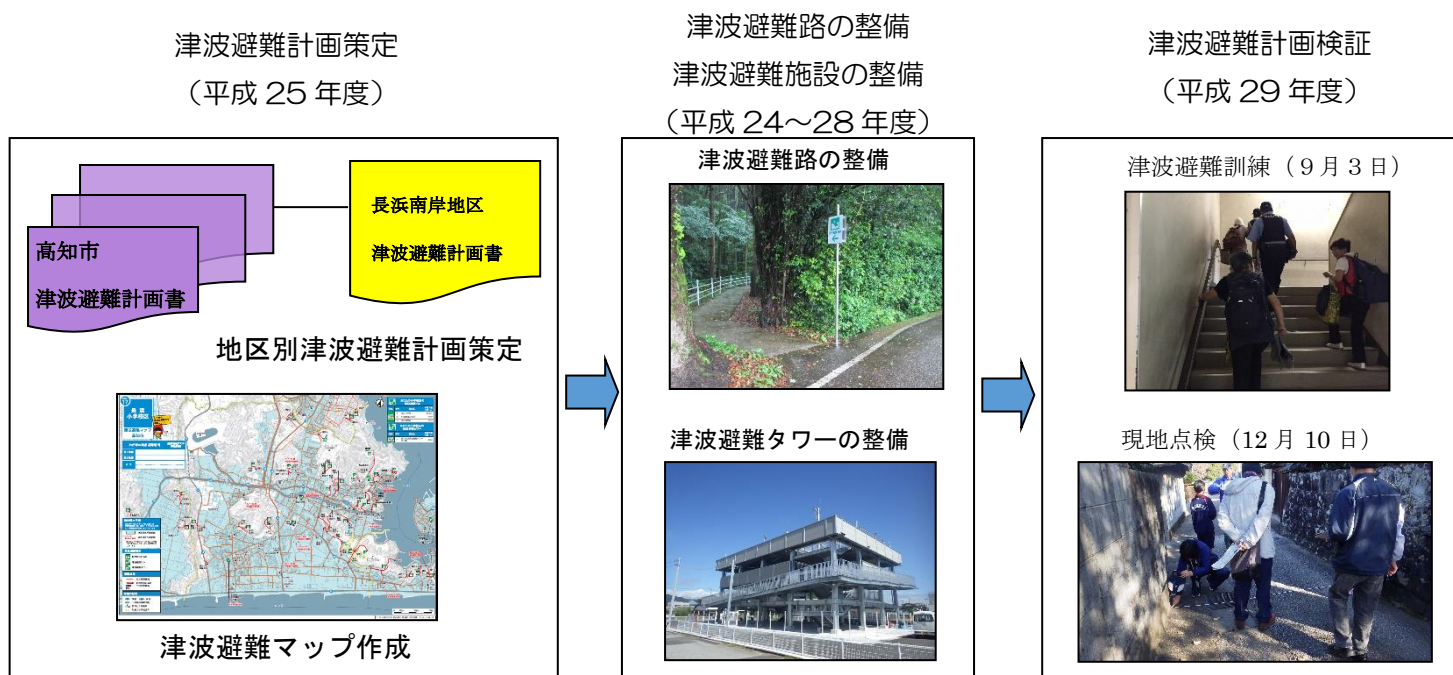 津波避難計画策定
（平成 25 年度）
高知市
津波避難計画書
長浜南岸地区
津波避難計画書
地区別津波避難計画策定
津波避難マップ作成
津波避難路の整備
津波避難施設の整備
（平成 24～28 年度）
津波避難路の整備
津波避難タワーの整備
津波避難計画検証
（平成 29 年度）
津波避難訓練（９月３日）
現地点検（12 月 10 日）